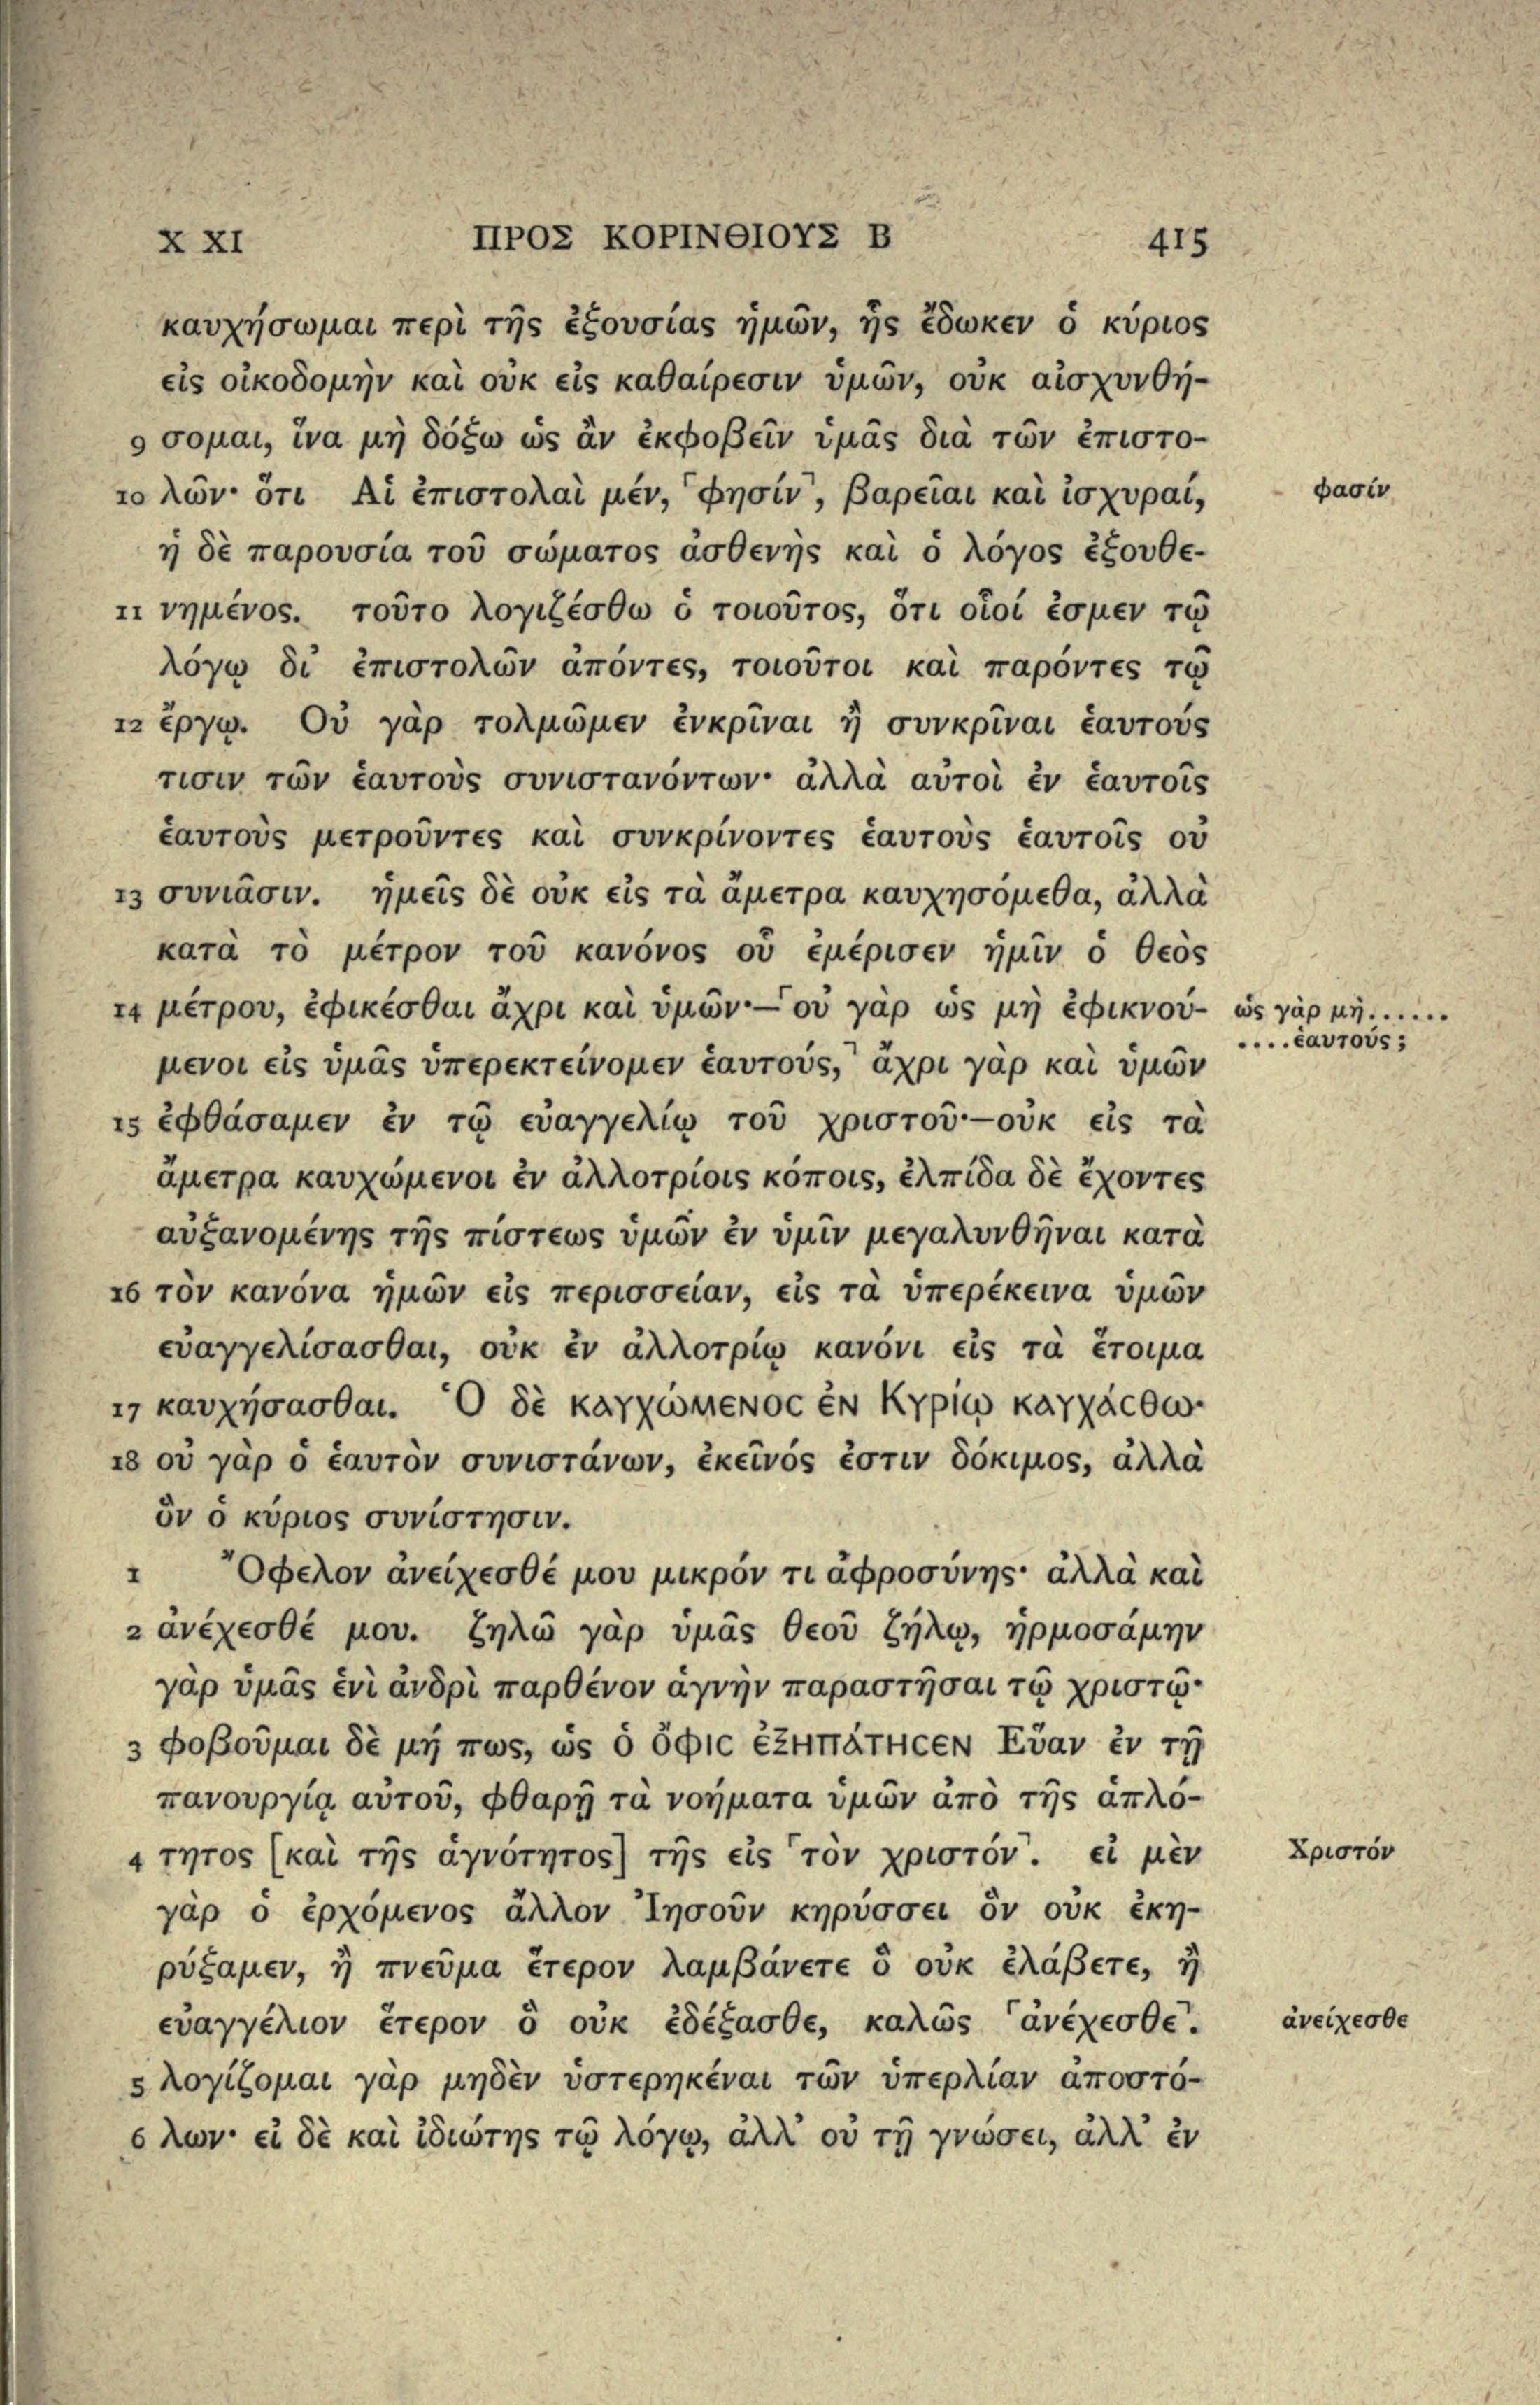 X XI ΠΡΟΣ ΚΟΡΙΝΘΙΟΥΣ Β 415
καυχήσωμαι περὶ τῆς ἐξουσίας ἡμῶν, ἧς ἔδωκεν ὁ κύριος
εἰς οἰκοδομὴν καὶ οὐκ εἰς καθαίρεσιν ὑμῶν, οὐκ αἰσχυνθή-
9 σομαι, ἵνα μὴ δόξω ὡς ἂν ἐκφοβεῖν ὑμᾶς διὰ τῶν ἐπιστο-
10 λῶν· ὅτι Αἱ ἐπιστολαὶ μέν, ⌜φησίν⌝, βαρεῖαι καὶ ἰσχυραί, φασίν
ἡ δὲ παρουσία τοῦ σώματος ἀσθενὴς καὶ ὁ λόγος ἐξουθε-
11 νημένος. τοῦτο λογιζέσθω ὁ τοιοῦτος, ὅτι οἷοί ἐσμεν τῷ
λόγῳ δι᾽ ἐπιστολῶν ἀπόντες, τοιοῦτοι καὶ παρόντες τῷ
12 ἔργῳ. Οὐ γὰρ τολμῶμεν ἐνκρῖναι ἢ συνκρῖναι ἑαυτούς
τισιν τῶν ἑαυτοὺς συνιστανόντων· ἀλλὰ αὐτοὶ ἐν ἑαυτοῖς
ἑαυτοὺς μετροῦντες καὶ συνκρίνοντες ἑαυτοὺς ἑαυτοῖς οὐ
13 συνιᾶσιν. ἡμεῖς δὲ οὐκ εἰς τὰ ἄμετρα καυχησόμεθα, ἀλλὰ
κατὰ τὸ μέτρον τοῦ κανόνος οὗ ἐμέρισεν ἡμῖν ὁ θεὸς
14 μέτρου, ἐφικέσθαι ἄχρι καὶ ὑμῶν·—⌜οὐ γὰρ ὡς μὴ ἐφικνού- ὡς γὰρ μὴ......
....ἑαυτούς;
μενοι εἰς ὑμᾶς ὑπερεκτείνομεν ἑαυτούς,⌝ ἄχρι γὰρ καὶ ὑμῶν
15 ἐφθάσαμεν ἐν τῷ εὐαγγελίῳ τοῦ χριστοῦ·—οὐκ εἰς τὰ
ἄμετρα καυχώμενοι ἐν ἀλλοτρίοις κόποις, ἐλπίδα δὲ ἔχοντες
αὐξανομένης τῆς πίστεως ὑμῶν ἐν ὑμῖν μεγαλυνθῆναι κατὰ
16 τὸν κανόνα ἡμῶν εἰς περισσείαν, εἰς τὰ ὑπερέκεινα ὑμῶν
εὐαγγελίσασθαι, οὐκ ἐν ἀλλοτρίῳ κανόνι εἰς τὰ ἕτοιμα
17 καυχήσασθαι. Ὁ δὲ καυχώμενος ἐν Κυρίῳ καυχάσθω·
18 οὐ γὰρ ὁ ἑαυτὸν συνιστάνων, ἐκεῖνός ἐστιν δόκιμος, ἀλλὰ
ὃν ὁ κύριος συνίστησιν.
1 Ὄφελον ἀνείχεσθέ μου μικρόν τι ἀφροσύνης· ἀλλὰ καὶ
2 ἀνέχεσθέ μου. ζηλῶ γὰρ ὑμᾶς θεοῦ ζήλῳ, ἡρμοσάμην
γὰρ ὑμᾶς ἑνὶ ἀνδρὶ παρθένον ἁγνὴν παραστῆσαι τῷ χριστῷ·
3 φοβοῦμαι δὲ μή πως, ὡς ὁ ὄφις ἐξηπάτησεν Εὕαν ἐν τῇ
πανουργίᾳ αὐτοῦ, φθαρῇ τὰ νοήματα ὑμῶν ἀπὸ τῆς ἁπλό-
4 τητος [καὶ τῆς ἁγνότητος] τῆς εἰς ⌜τὸν χριστόν⌝. εἰ μὲν Χριστόν
γὰρ ὁ ἐρχόμενος ἄλλον Ἰησοῦν κηρύσσει ὃν οὐκ ἐκη-
ρύξαμεν, ἢ πνεῦμα ἕτερον λαμβάνετε ὃ οὐκ ἐλάβετε, ἢ
εὐαγγέλιον ἕτερον ὃ οὐκ ἐδέξασθε, καλῶς ⌜ἀνέχεσθε⌝. ἀνείχεσθε
5 λογίζομαι γὰρ μηδὲν ὑστερηκέναι τῶν ὑπερλίαν ἀποστό-
6 λων· εἰ δὲ καὶ ἰδιώτης τῷ λόγῳ, ἀλλ᾽ οὐ τῇ γνώσει, ἀλλ᾽ ἐν